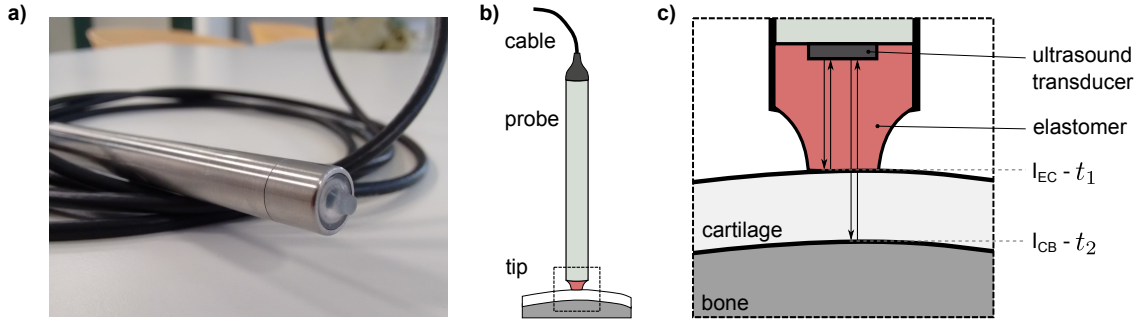 a)
b)
cable
probe
tip
c)
ultrasound
transducer
elastomer
I_EC - t_1
cartilage
I_CB - t_2
bone